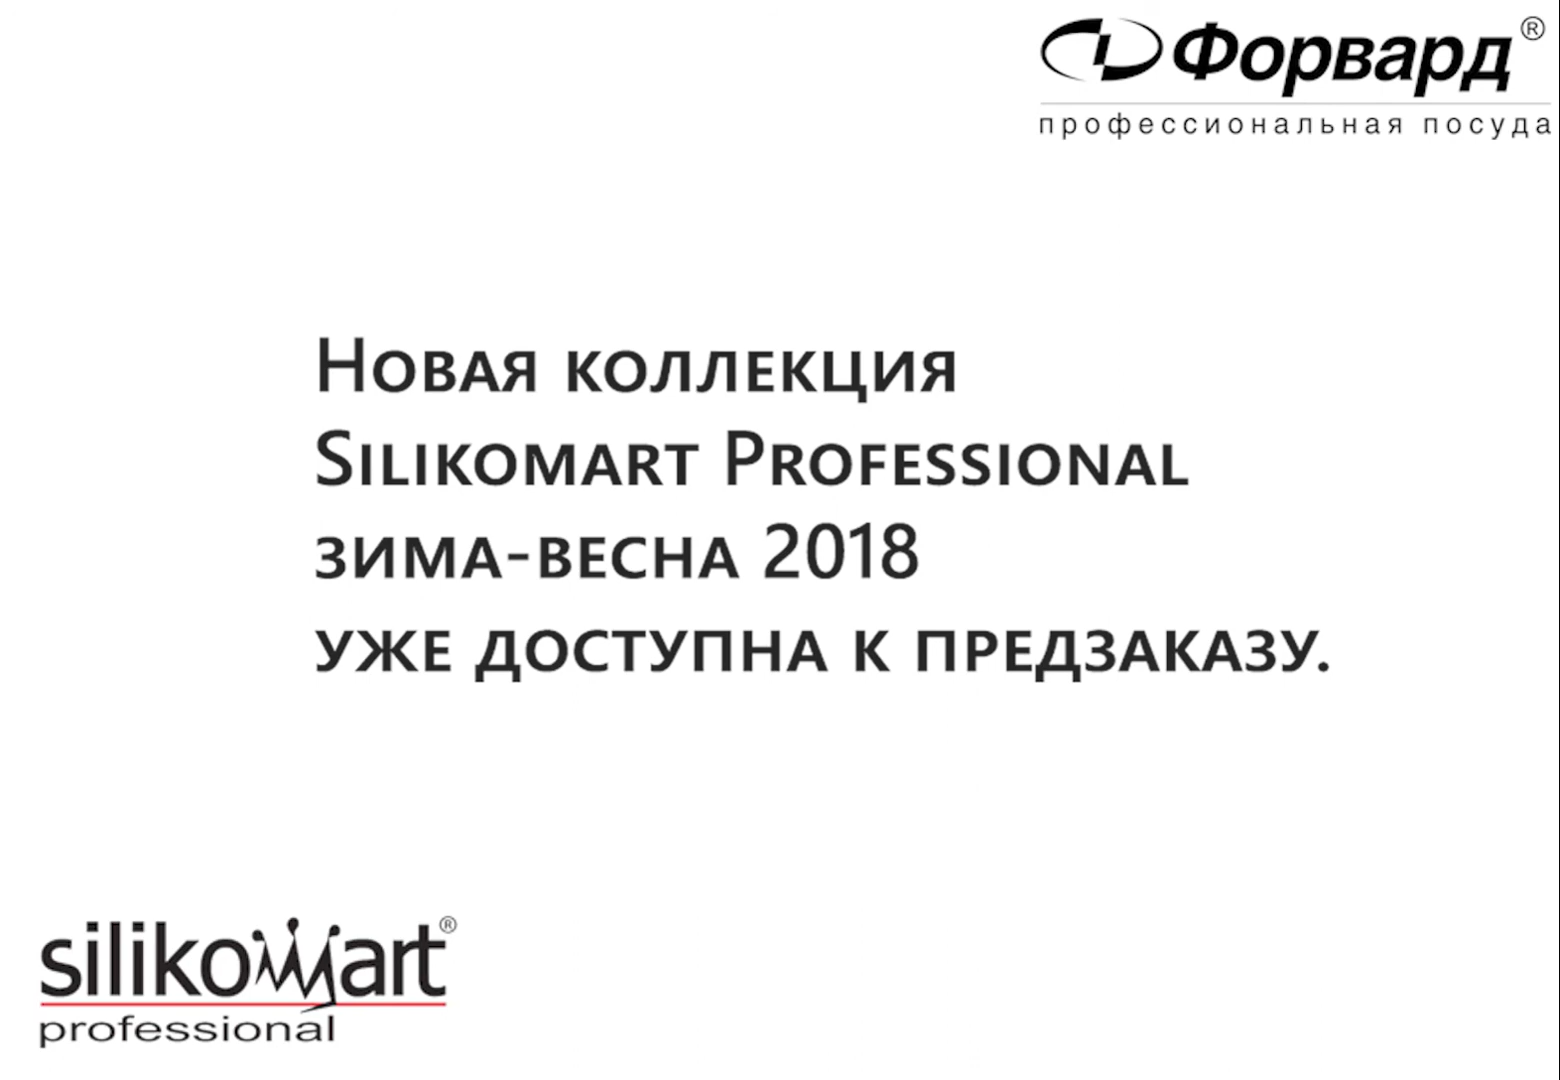 Форвард®
профессиональная посуда
Новая коллекция
Silikomart Professional
зима-весна 2018
уже доступна к предзаказу.
silikomart®
professional